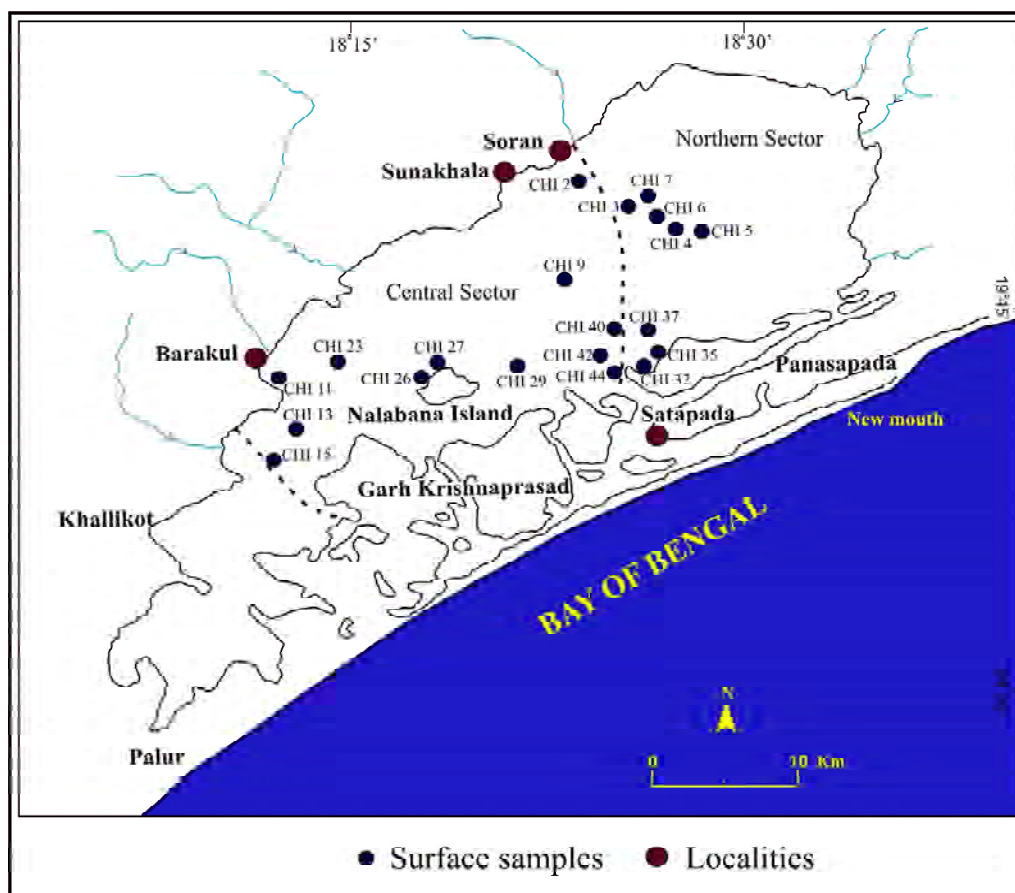 18°15'
18°30'
Soran
Northern Sector
Sunakhala
CHI 2
CHI 7
CHI 3
CHI 6
CHI 4
CHI 5
CHI 9
Central Sector
19°45'
CHI 40
CHI 37
Barakul
CHI 23
CHI 27
CHI 42
CHI 35
CHI 11
CHI 26
CHI 29
CHI 44
CHI 32
Panasapada
Nalabana Island
Satapada
CHI 13
New mouth
CHI 15
Garh Krishnaprasad
Khallikot
BAY OF BENGAL
N
Palur
0
10 Km
Surface samples
Localities